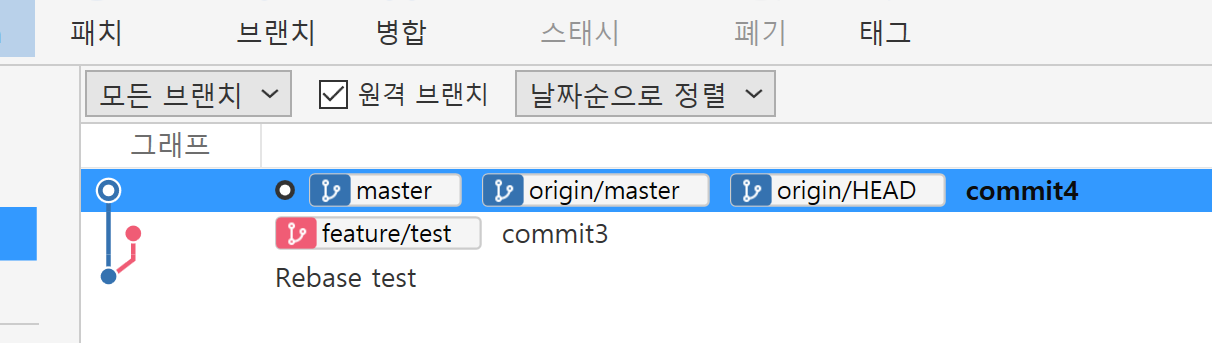 패치 브랜치 병합 스태시 폐기 태그
모든 브랜치 원격 브랜치 날짜순으로 정렬
그래프
master origin/master origin/HEAD commit4
feature/test commit3
Rebase test